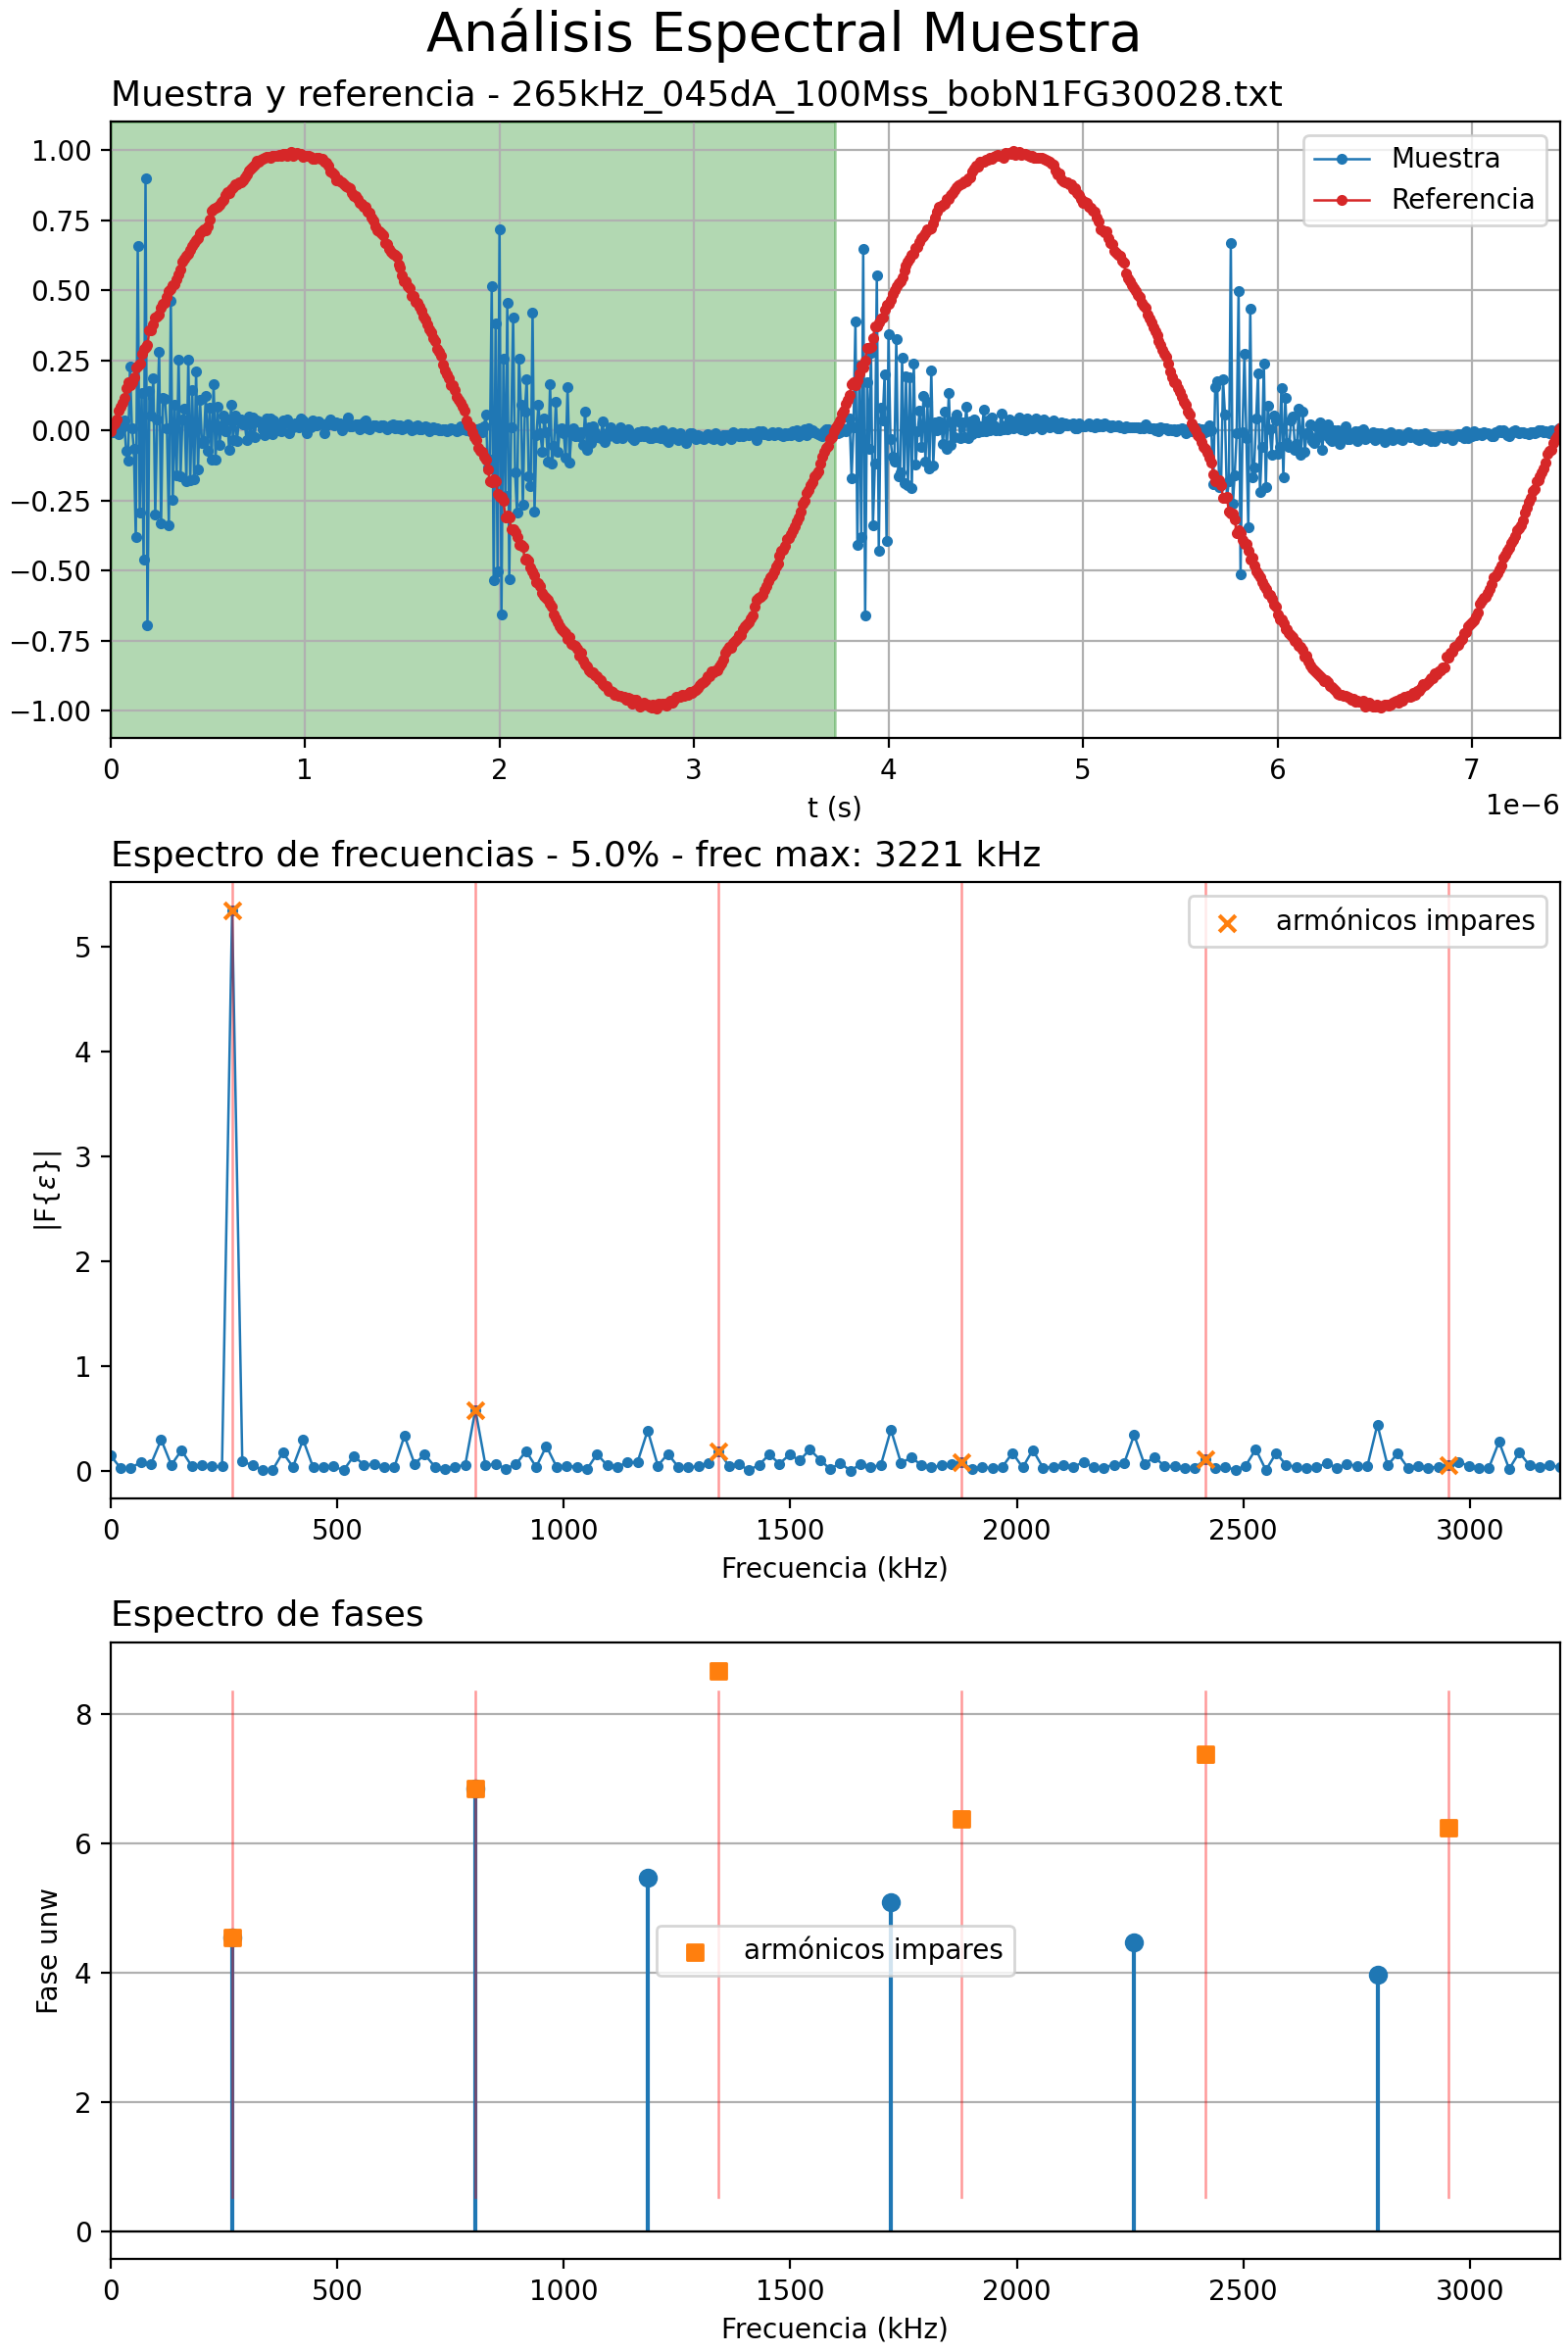 Análisis Espectral Muestra
Muestra y referencia - 265kHz_045dA_100Mss_bobN1FG30028.txt
1.00
0.75
0.50
0.25
0.00
−0.25
−0.50
−0.75
−1.00
Muestra
Referencia
0 1 2 3 4 5 6 7
1e−6
t (s)
Espectro de frecuencias - 5.0% - frec max: 3221 kHz
armónicos impares
5
4
3
2
1
0
|F{ε}|
0 500 1000 1500 2000 2500 3000
Frecuencia (kHz)
Espectro de fases
8
6
4
2
0
Fase unw
armónicos impares
0 500 1000 1500 2000 2500 3000
Frecuencia (kHz)